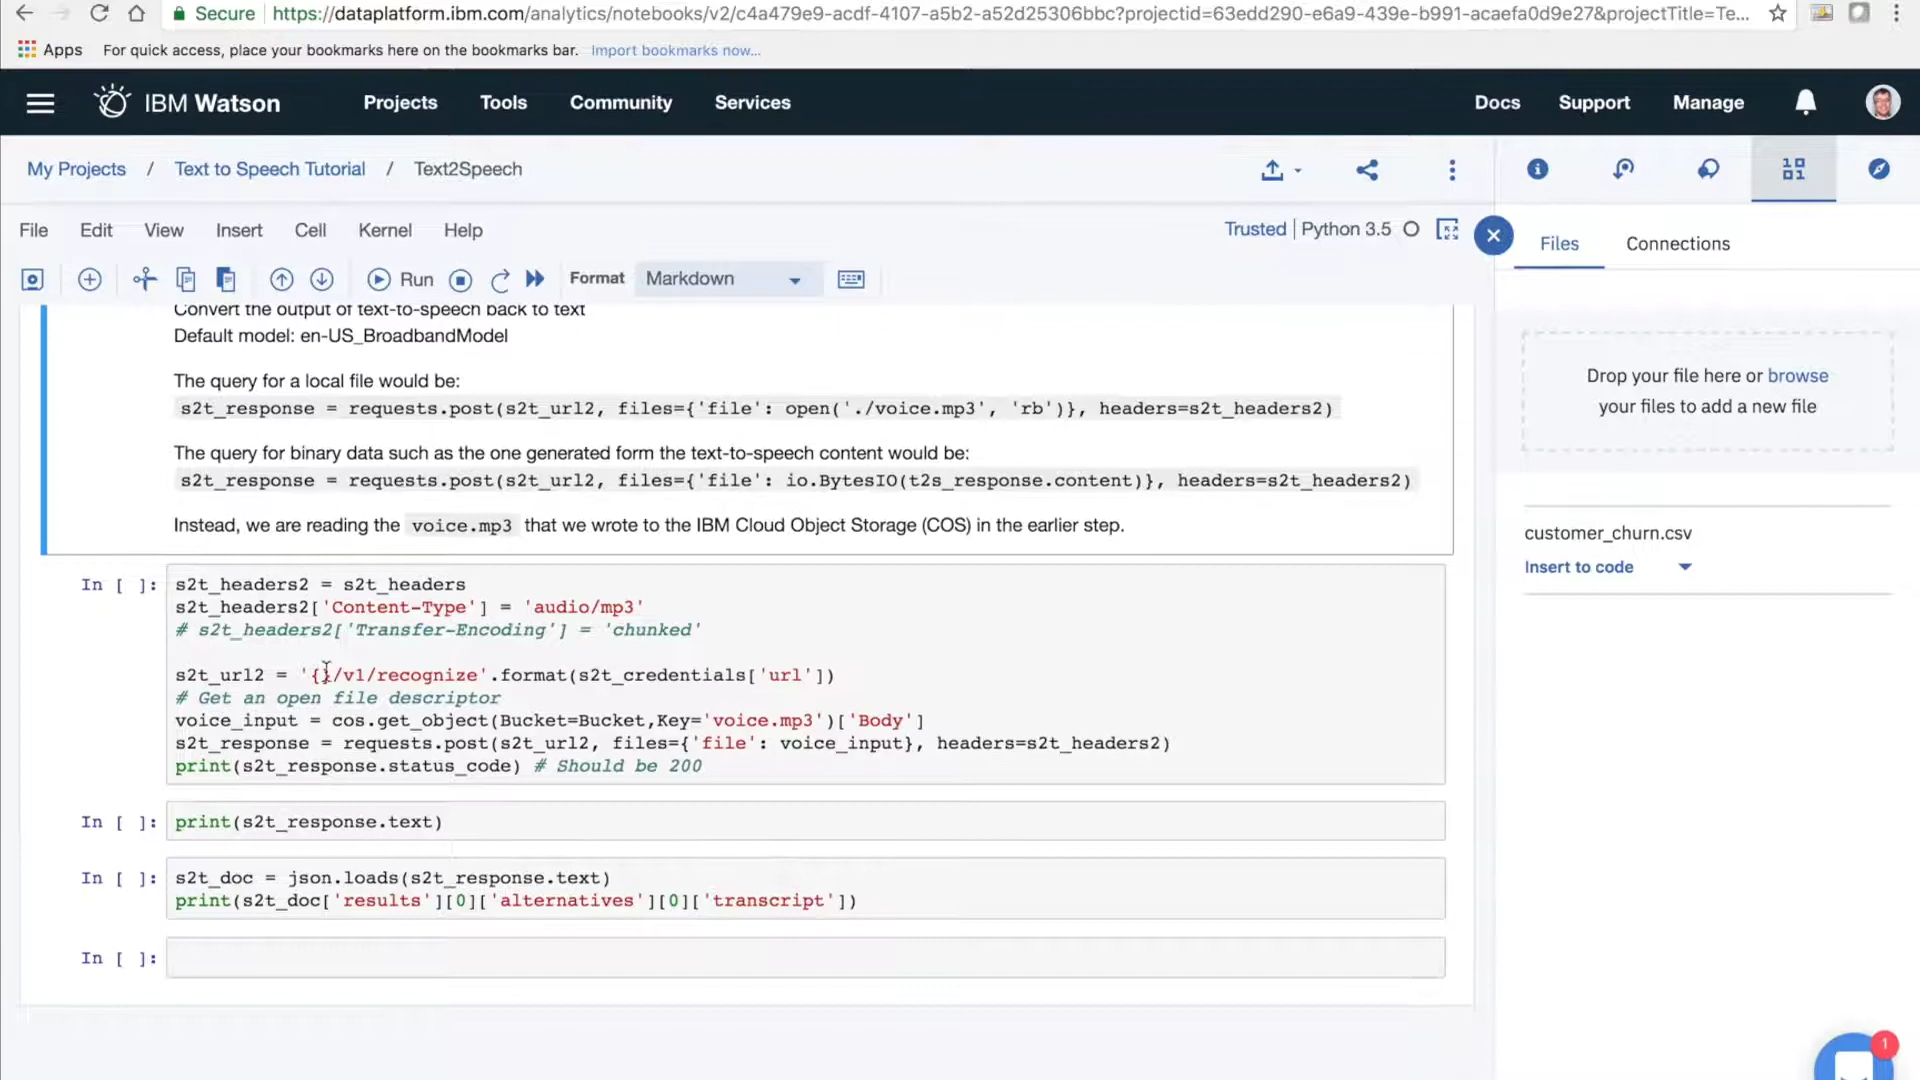 Secure https://dataplatform.ibm.com/analytics/notebooks/v2/c4a479e9-acdf-4107-a5b2-a52d25306bbc?projectid=63edd290-e6a9-439e-b991-acaefa0d9e27&projectTitle=Te...
Apps For quick access, place your bookmarks here on the bookmarks bar. Import bookmarks now...
IBM Watson Projects Tools Community Services Docs Support Manage
My Projects / Text to Speech Tutorial / Text2Speech
File Edit View Insert Cell Kernel Help Trusted | Python 3.5
Files Connections
Run Format Markdown
Convert the output of text-to-speech back to text
Default model: en-US_BroadbandModel
The query for a local file would be:
s2t_response = requests.post(s2t_url2, files={'file': open('./voice.mp3', 'rb')}, headers=s2t_headers2)
The query for binary data such as the one generated form the text-to-speech content would be:
s2t_response = requests.post(s2t_url2, files={'file': io.BytesIO(t2s_response.content)}, headers=s2t_headers2)
Instead, we are reading the voice.mp3 that we wrote to the IBM Cloud Object Storage (COS) in the earlier step.
In [ ]: s2t_headers2 = s2t_headers
s2t_headers2['Content-Type'] = 'audio/mp3'
# s2t_headers2['Transfer-Encoding'] = 'chunked'
s2t_url2 = '{}/v1/recognize'.format(s2t_credentials['url'])
# Get an open file descriptor
voice_input = cos.get_object(Bucket=Bucket,Key='voice.mp3')['Body']
s2t_response = requests.post(s2t_url2, files={'file': voice_input}, headers=s2t_headers2)
print(s2t_response.status_code) # Should be 200
In [ ]: print(s2t_response.text)
In [ ]: s2t_doc = json.loads(s2t_response.text)
print(s2t_doc['results'][0]['alternatives'][0]['transcript'])
In [ ]:
Drop your file here or browse
your files to add a new file
customer_churn.csv
Insert to code
1